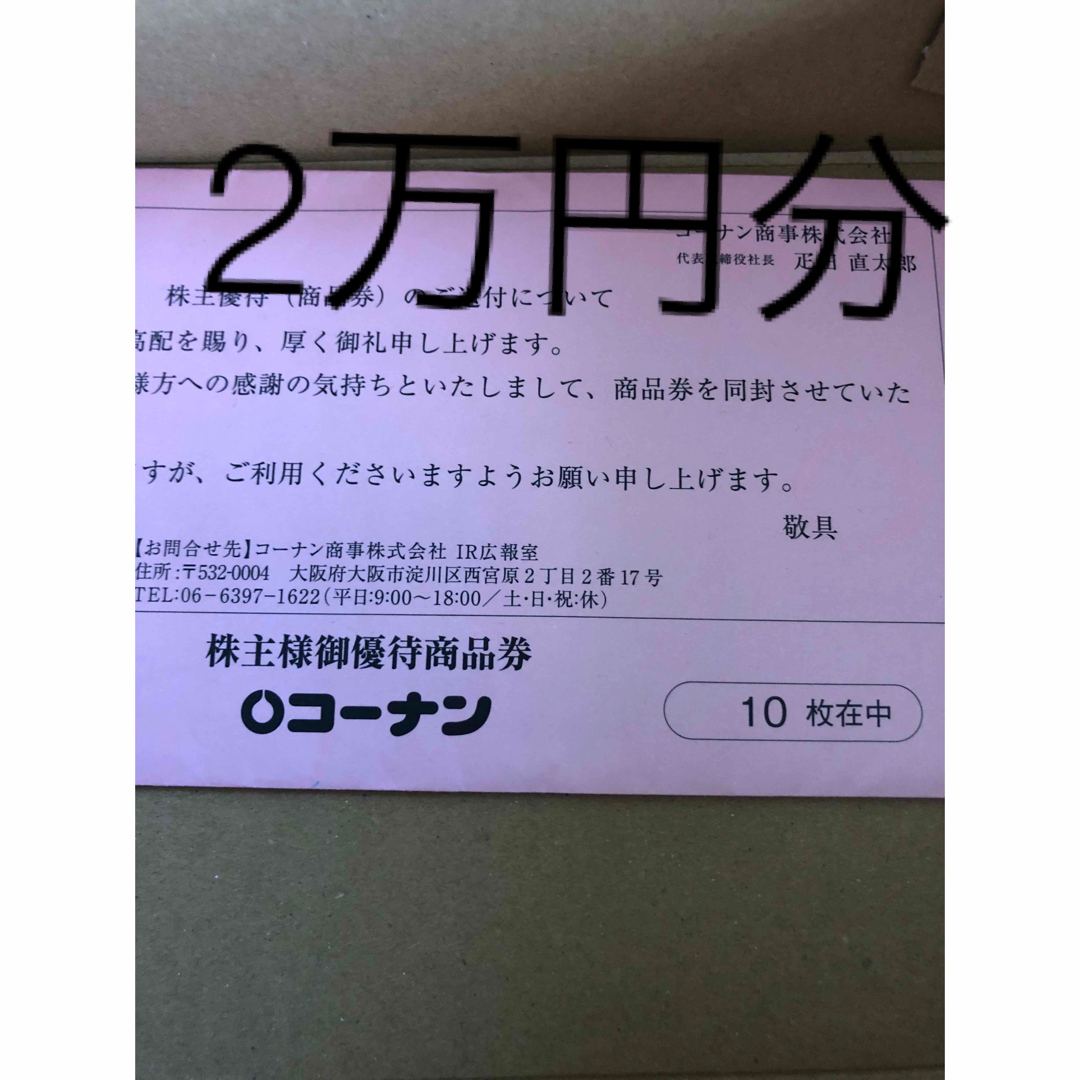 2万円分
コーナン商事株式会社
代表取締役社長 疋田 直太郎
株主優待（商品券）のご送付について
高配を賜り、厚く御礼申し上げます。
様方への感謝の気持ちといたしまして、商品券を同封させていた
すが、ご利用くださいますようお願い申し上げます。
敬具
【お問合せ先】コーナン商事株式会社 IR広報室
住所:〒532-0004 大阪府大阪市淀川区西宮原2丁目2番17号
TEL:06-6397-1622(平日:9:00〜18:00／土・日・祝:休)
株主様御優待商品券
コーナン
10 枚在中